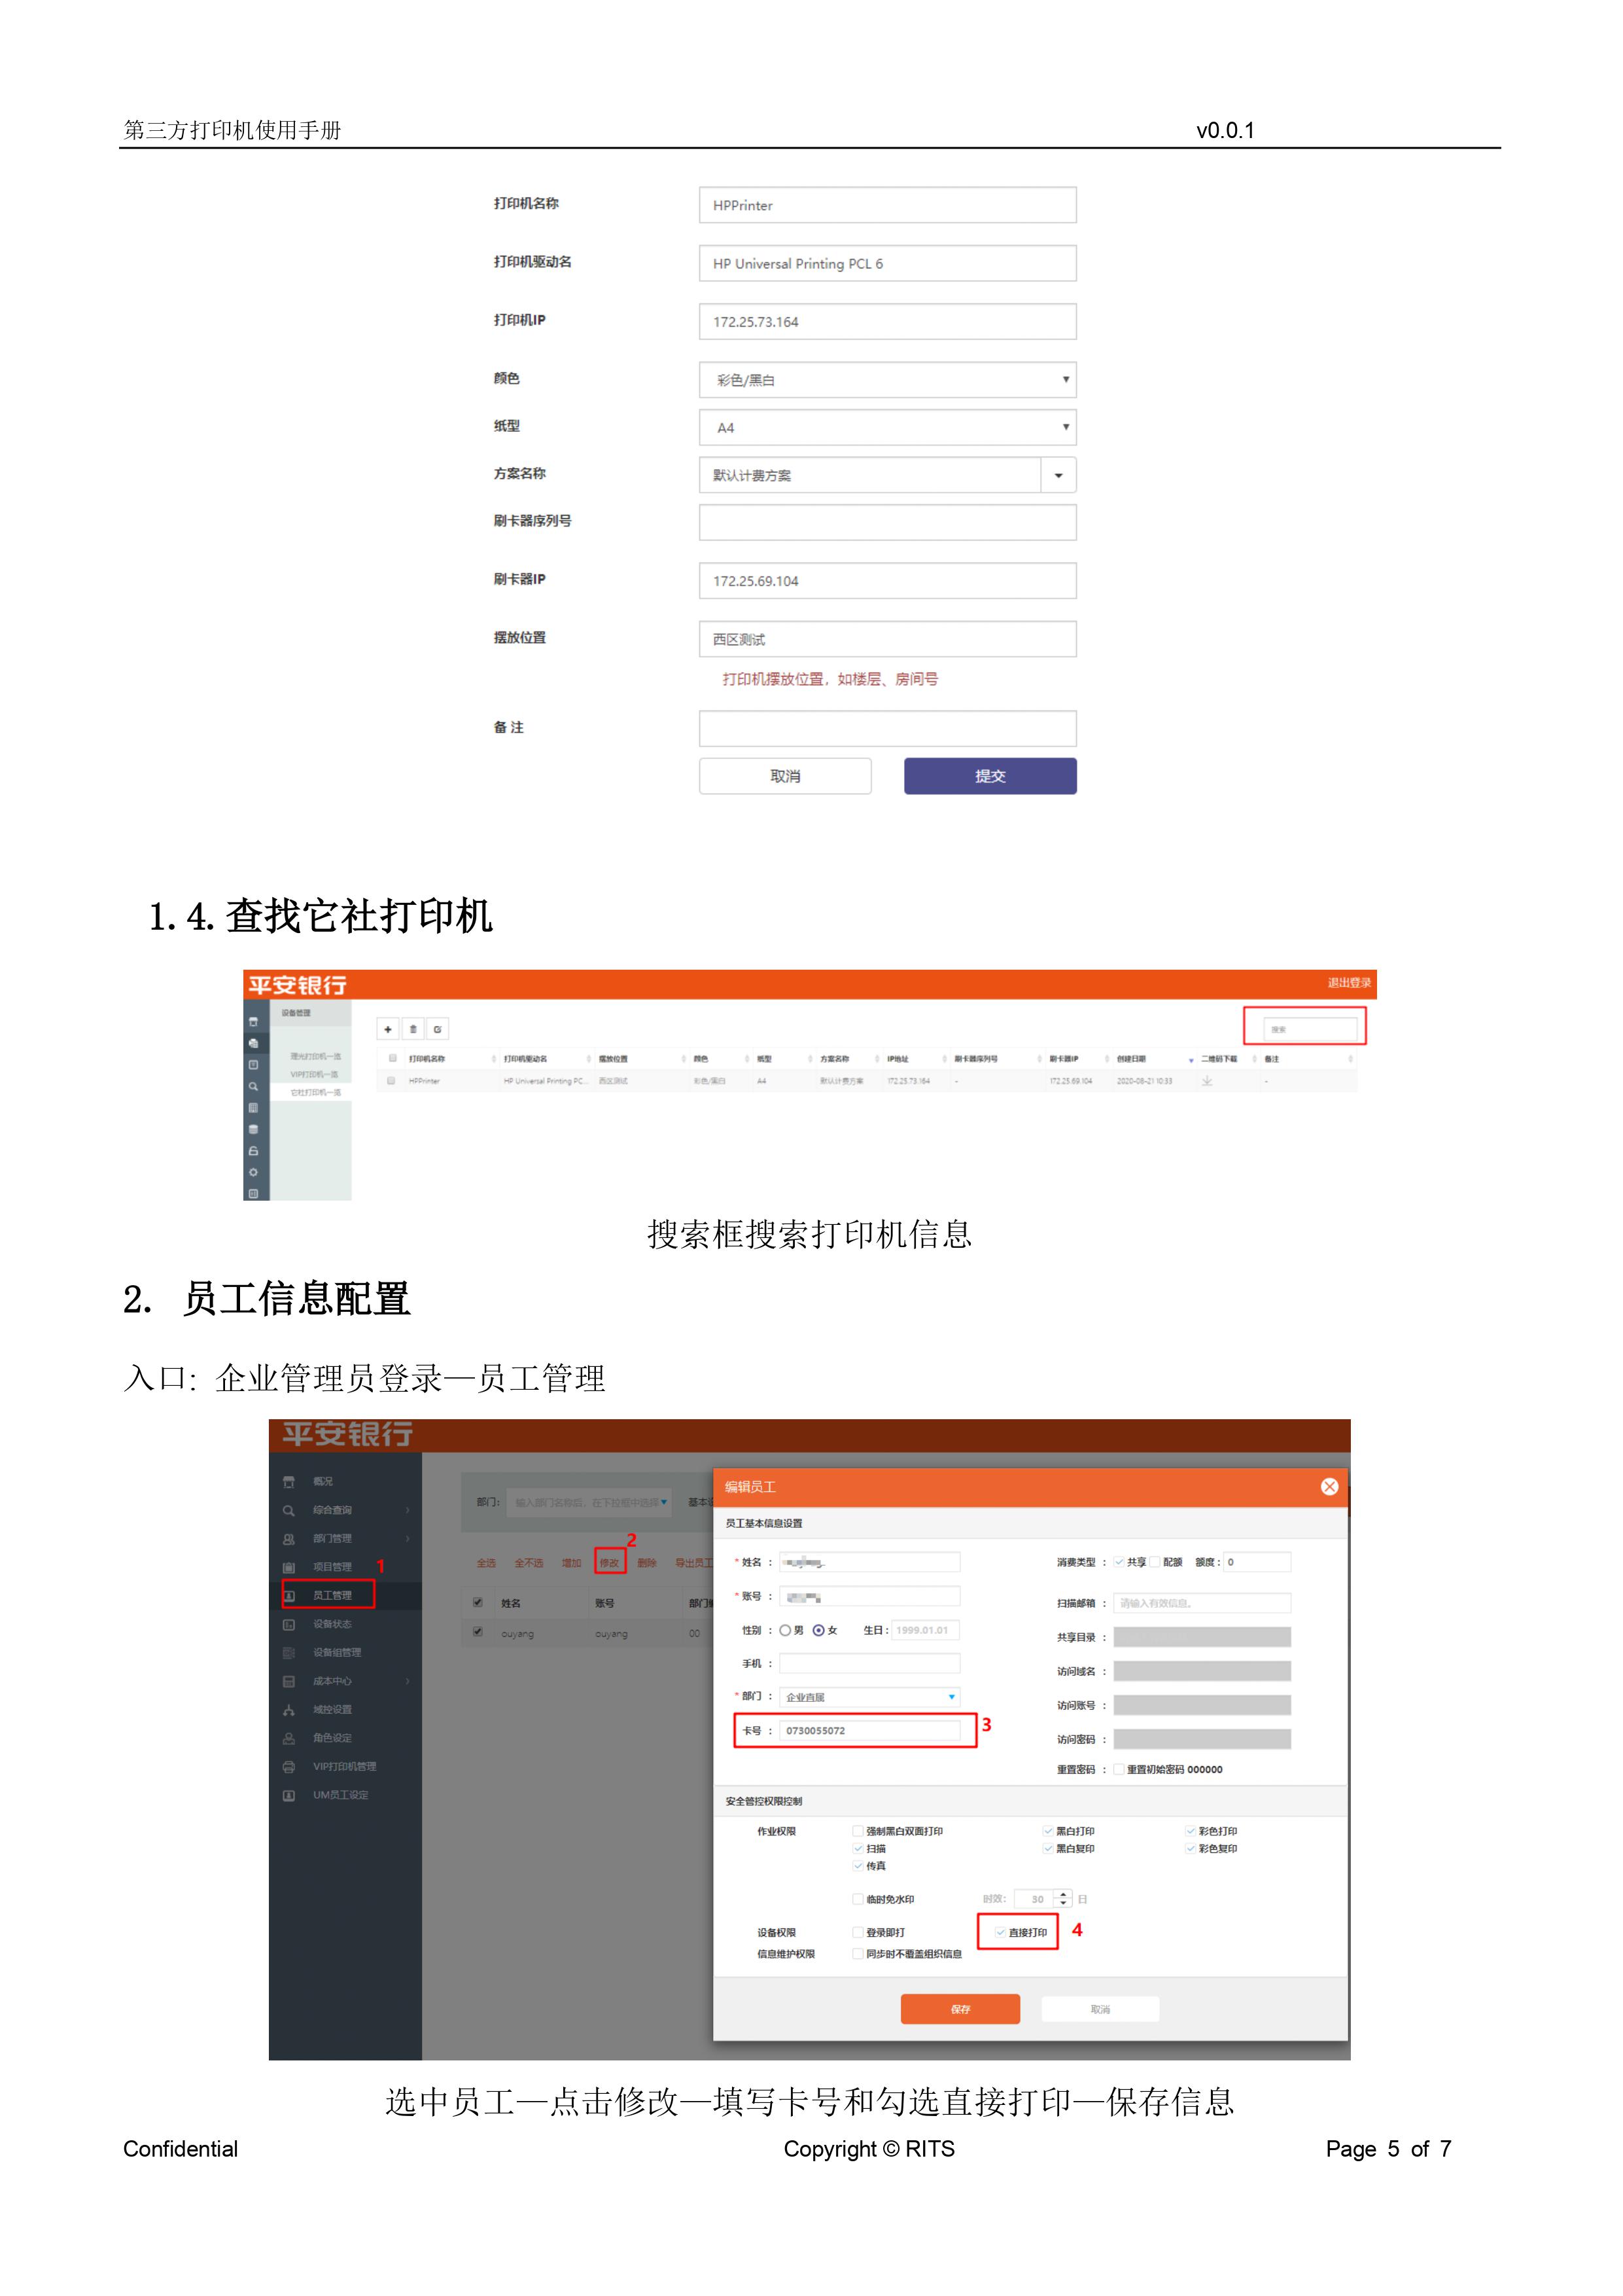 第三方打印机使用手册 v0.0.1
打印机名称 HPPrinter
打印机驱动名 HP Universal Printing PCL 6
打印机IP 172.25.73.164
颜色 彩色/黑白
纸型 A4
方案名称 默认计费方案
刷卡器序列号
刷卡器IP 172.25.69.104
摆放位置 西区测试
打印机摆放位置，如楼层、房间号
备 注
取消 提交
1.4.查找它社打印机
平安银行 退出登录
设备管理
搜索
理光打印机一览
VIP打印机一览
它社打印机一览
打印机名称 打印机驱动名 摆放位置 颜色 纸型 方案名称 IP地址 刷卡器序列号 刷卡器IP 创建日期 二维码下载 备注
HPPrinter HP Universal Printing PC... 西区测试 彩色/黑白 A4 默认计费方案 172.25.73.164 - 172.25.69.104 2020-08-21 10:33 -
搜索框搜索打印机信息
2. 员工信息配置
入口: 企业管理员登录—员工管理
平安银行
概况
综合查询
部门管理
项目管理 1
员工管理
设备状态
设备组管理
成本中心
域控设置
角色设定
VIP打印机管理
UM员工设定
部门: 输入部门名称后，在下拉框中选择 基本设
2
全选 全不选 增加 修改 删除 导出员工
姓名 账号 部门编
ouyang ouyang 00
编辑员工
员工基本信息设置
* 姓名 :
* 账号 :
性别 : 男 女 生日: 1999.01.01
手机 :
* 部门 : 企业直属
卡号 : 0730055072 3
消费类型 : 共享 配额 额度: 0
扫描邮箱 : 请输入有效信息。
共享目录 :
访问域名 :
访问账号 :
访问密码 :
重置密码 : 重置初始密码 000000
安全管控权限控制
作业权限 强制黑白双面打印 黑白打印 彩色打印
扫描 黑白复印 彩色复印
传真
临时免水印 时效: 30 日
设备权限 登录即打 直接打印 4
信息维护权限 同步时不覆盖组织信息
保存 取消
选中员工—点击修改—填写卡号和勾选直接打印—保存信息
Confidential Copyright © RITS Page 5 of 7